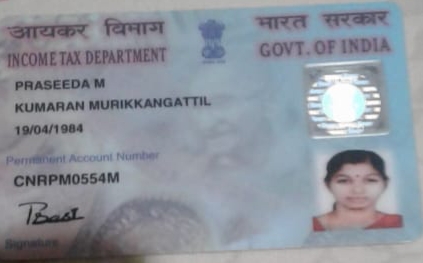 आयकर विभाग
INCOME TAX DEPARTMENT
भारत सरकार
GOVT. OF INDIA
PRASEEDA M
KUMARAN MURIKKANGATTIL
19/04/1984
Permanent Account Number
CNRPM0554M
Signature